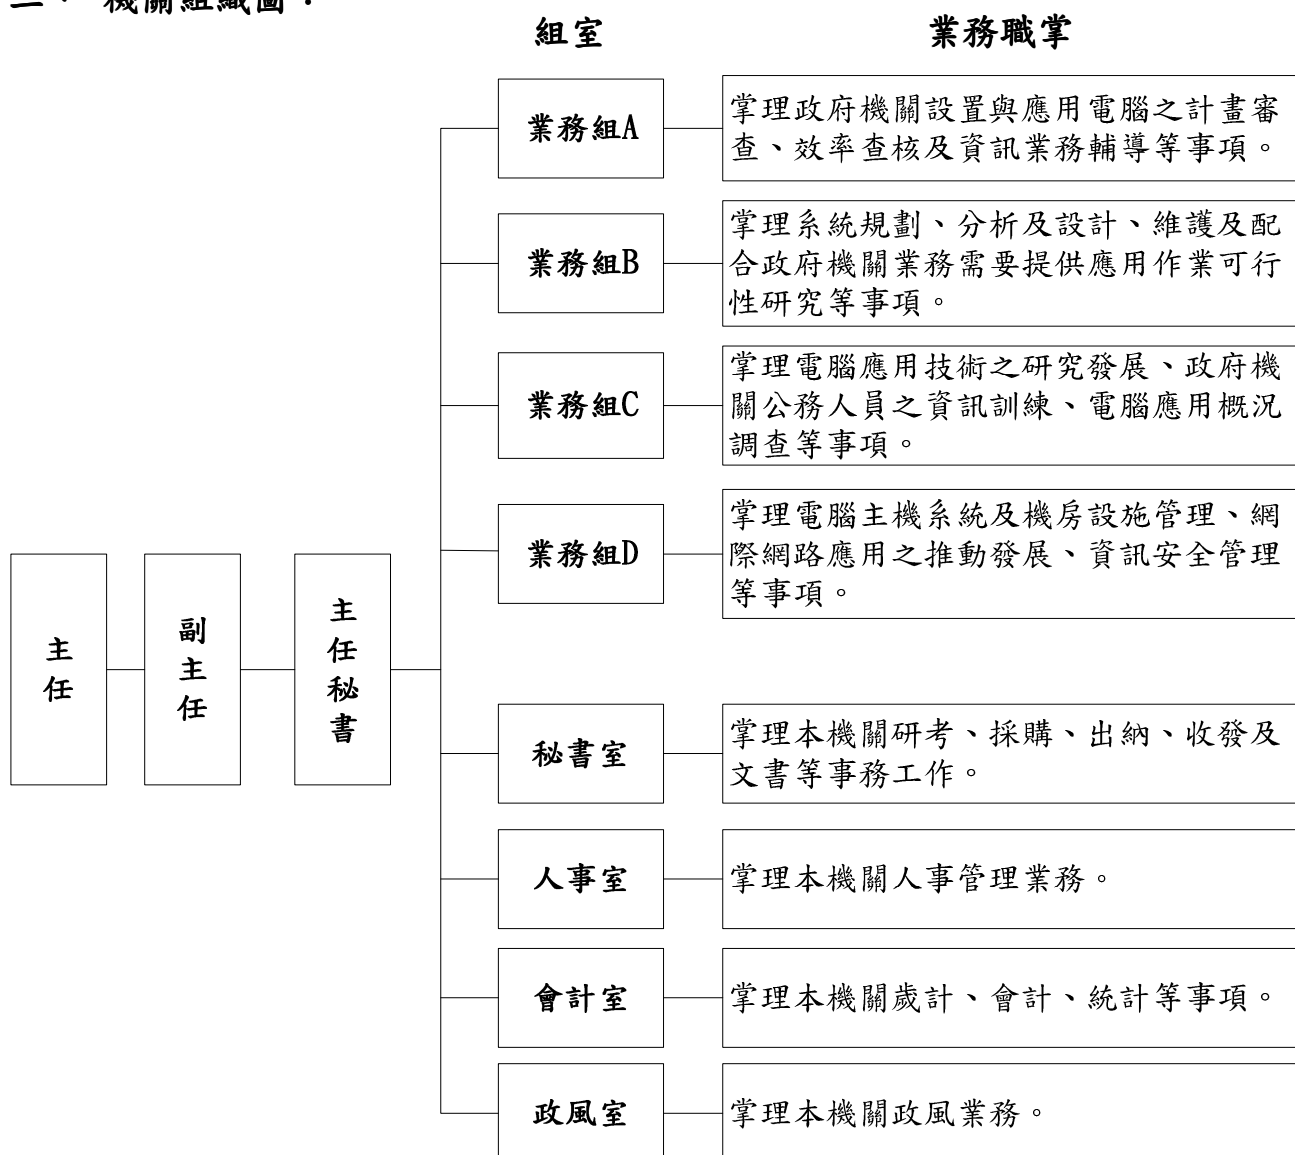 機關組織圖：
組室
業務職掌
業務組A
掌理政府機關設置與應用電腦之計畫審
查、效率查核及資訊業務輔導等事項。
業務組B
掌理系統規劃、分析及設計、維護及配
合政府機關業務需要提供應用作業可行
性研究等事項。
業務組C
掌理電腦應用技術之研究發展、政府機
關公務人員之資訊訓練、電腦應用概況
調查等事項。
業務組D
掌理電腦主機系統及機房設施管理、網
際網路應用之推動發展、資訊安全管理
等事項。
主任
副主任
主任秘書
秘書室
掌理本機關研考、採購、出納、收發及
文書等事務工作。
人事室
掌理本機關人事管理業務。
會計室
掌理本機關歲計、會計、統計等事項。
政風室
掌理本機關政風業務。